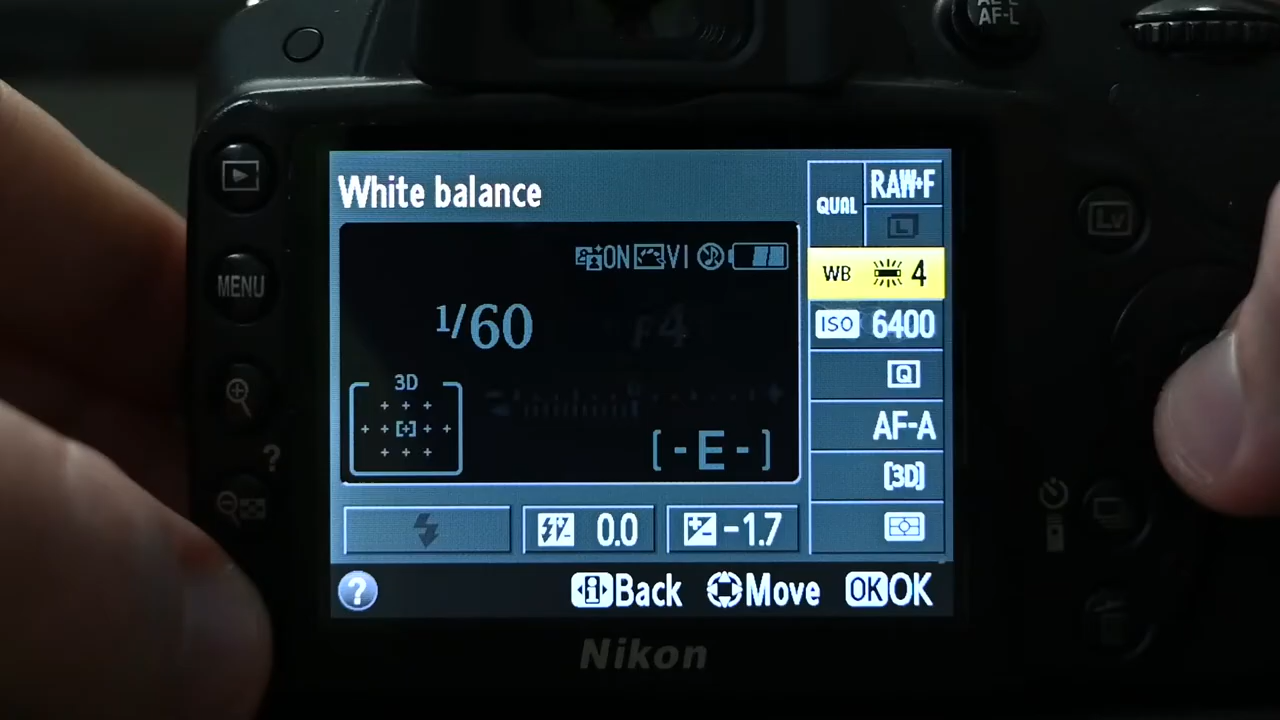 AE-L
AF-L
White balance
QUAL
RAW+F
L
ON
VI
WB
4
1/60
F4
ISO
6400
Q
3D
AF-A
[-E-]
[3D]
0.0
-1.7
MENU
Lv
?
?
i
Back
Move
OK
OK
Nikon